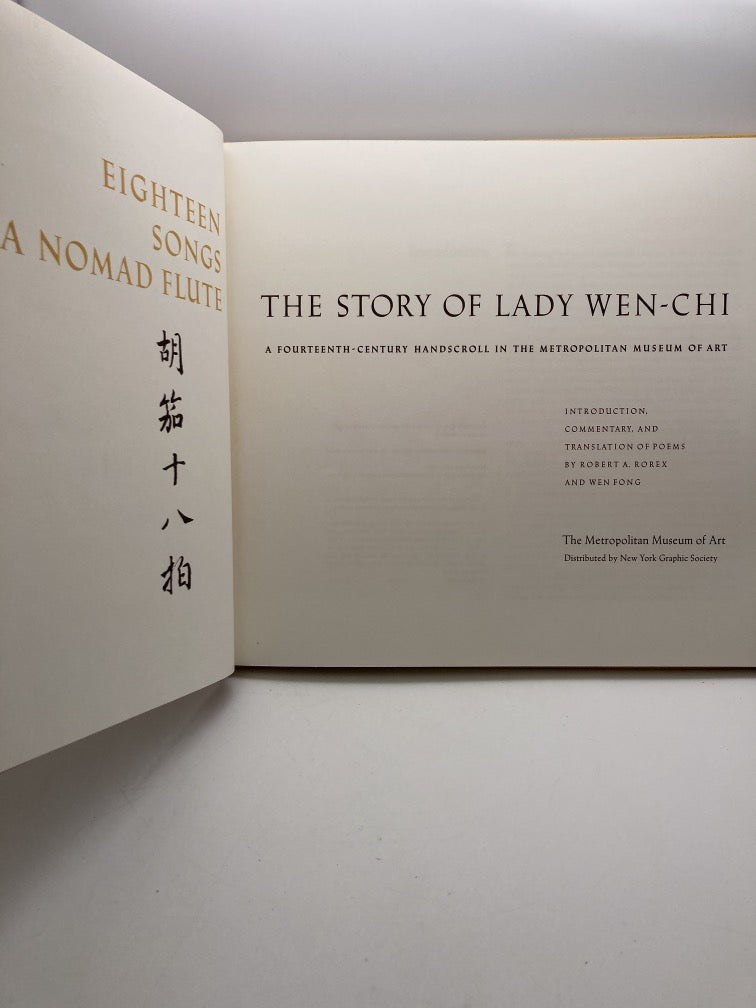 EIGHTEEN
SONGS
A NOMAD FLUTE
胡笳十八拍
THE STORY OF LADY WEN-CHI
A FOURTEENTH-CENTURY HANDSCROLL IN THE METROPOLITAN MUSEUM OF ART
INTRODUCTION,
COMMENTARY, AND
TRANSLATION OF POEMS
BY ROBERT A. ROREX
AND WEN FONG
The Metropolitan Museum of Art
Distributed by New York Graphic Society